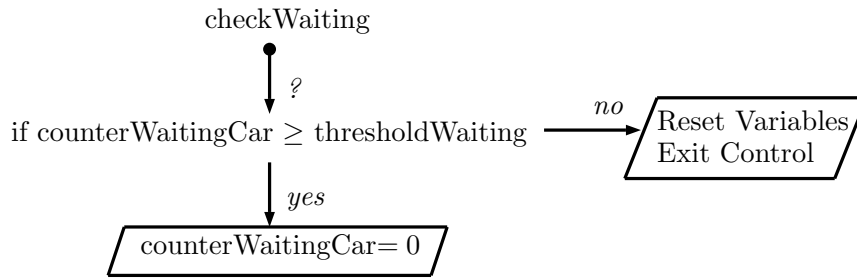 checkWaiting
?
if counterWaitingCar ≥ thresholdWaiting
no
Reset Variables
Exit Control
yes
counterWaitingCar= 0